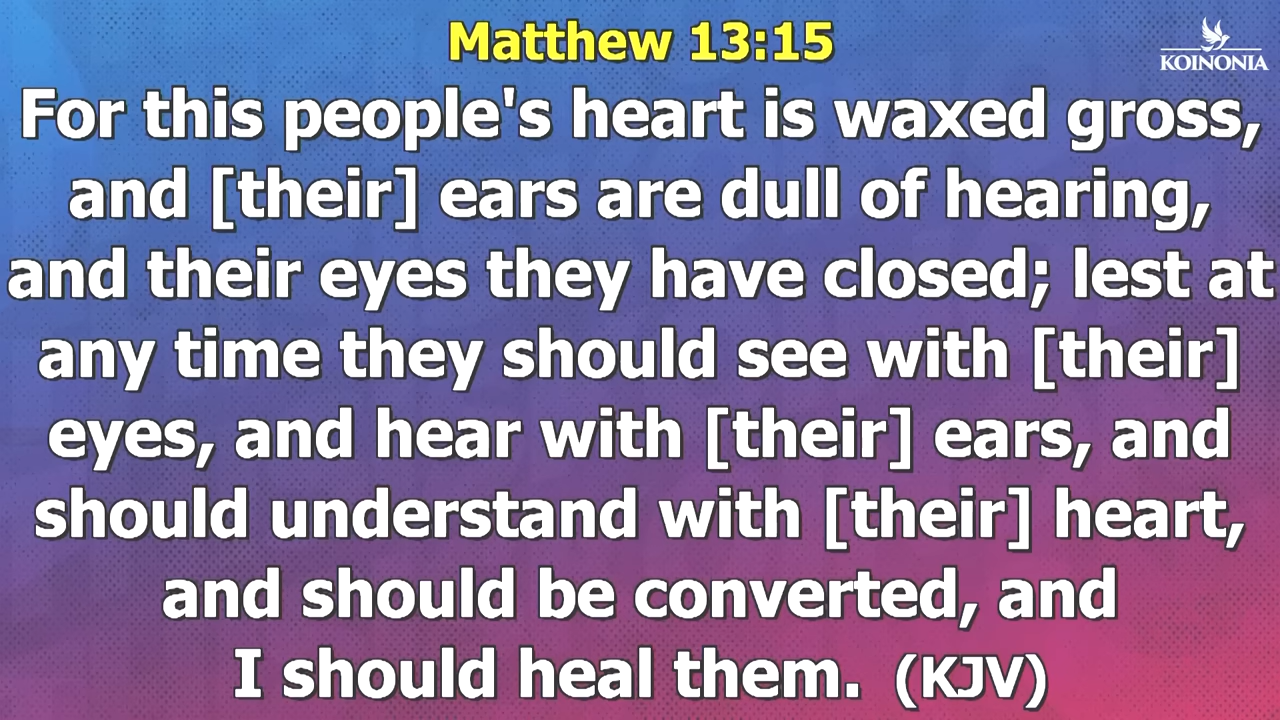 Matthew 13:15
KOINONIA
For this people's heart is waxed gross,
and [their] ears are dull of hearing,
and their eyes they have closed; lest at
any time they should see with [their]
eyes, and hear with [their] ears, and
should understand with [their] heart,
and should be converted, and
I should heal them. (KJV)